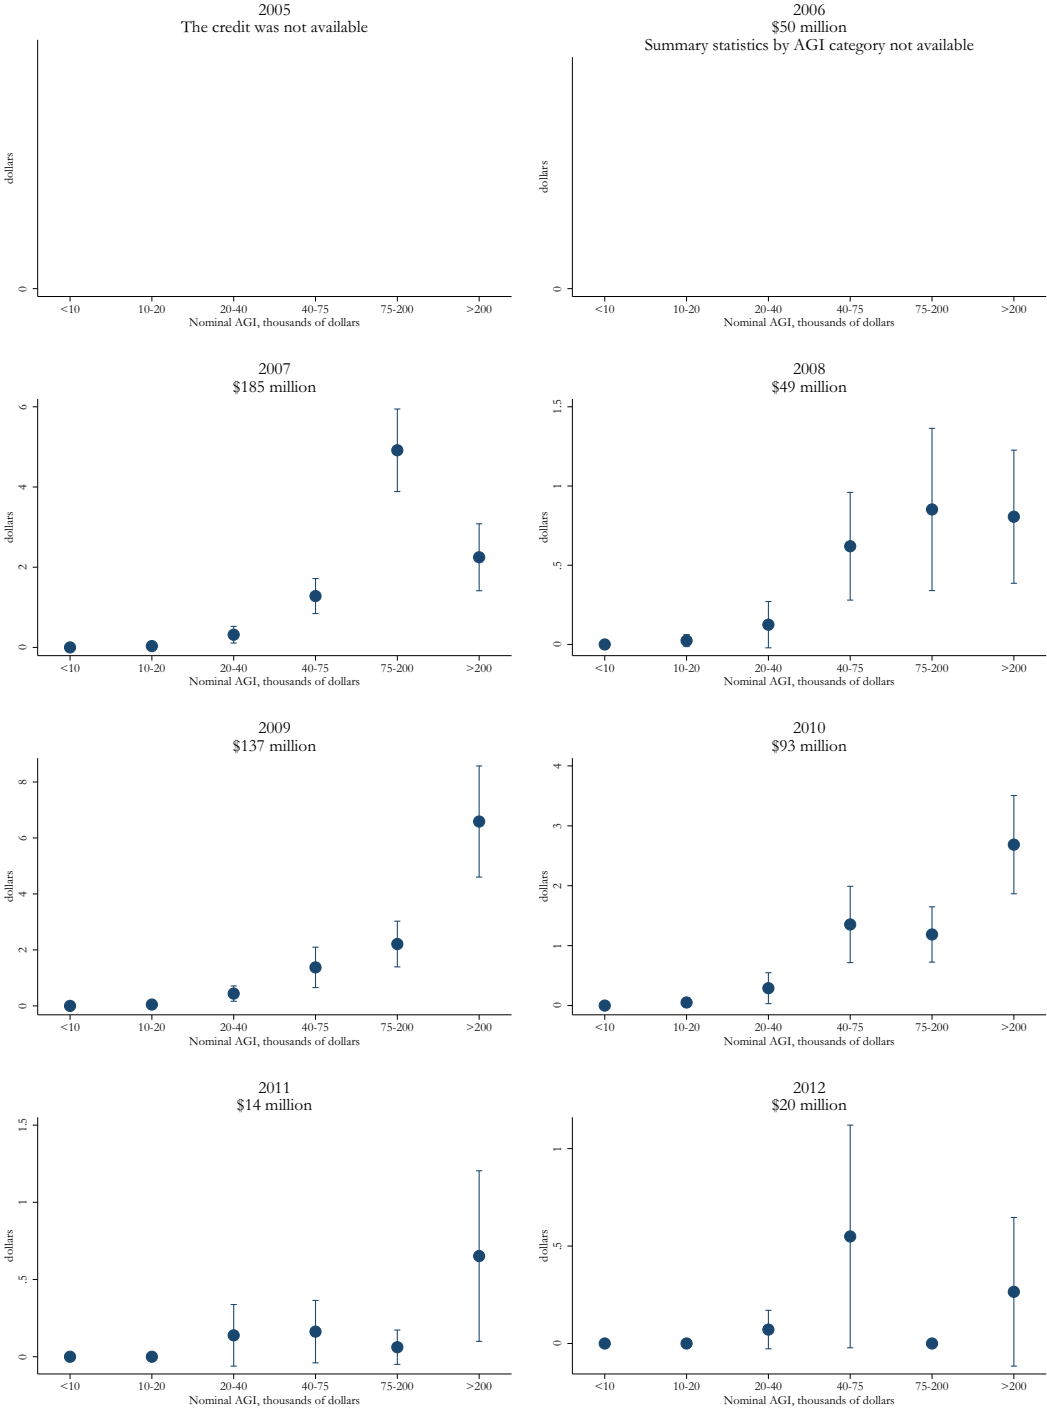 2005
The credit was not available
dollars
0
<10 10-20 20-40 40-75 75-200 >200
Nominal AGI, thousands of dollars
2006
$50 million
Summary statistics by AGI category not available
dollars
0
<10 10-20 20-40 40-75 75-200 >200
Nominal AGI, thousands of dollars
2007
$185 million
dollars
6
4
2
0
<10 10-20 20-40 40-75 75-200 >200
Nominal AGI, thousands of dollars
2008
$49 million
dollars
1.5
1
.5
0
<10 10-20 20-40 40-75 75-200 >200
Nominal AGI, thousands of dollars
2009
$137 million
dollars
8
6
4
2
0
<10 10-20 20-40 40-75 75-200 >200
Nominal AGI, thousands of dollars
2010
$93 million
dollars
4
3
2
1
0
<10 10-20 20-40 40-75 75-200 >200
Nominal AGI, thousands of dollars
2011
$14 million
dollars
1.5
1
.5
0
<10 10-20 20-40 40-75 75-200 >200
Nominal AGI, thousands of dollars
2012
$20 million
dollars
1
.5
0
<10 10-20 20-40 40-75 75-200 >200
Nominal AGI, thousands of dollars